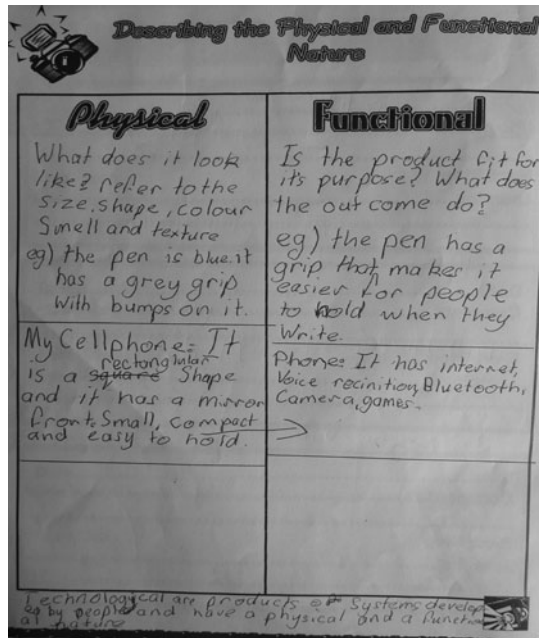 Describing the Physical and Functional
Nature
Physical
What does it look
like? refer to the
size, shape, colour
Smell and texture
eg) the pen is blue. it
has a grey grip
with bumps on it.
My Cellphone: It
rectanglular
is a square Shape
and it has a mirror
front. Small, compact
and easy to hold.
Functional
Is the product fit for
it's purpose? What does
the out come do?
eg) the pen has a
grip that makes it
easier for people
to hold when they
Write.
Phone: It has internet,
Voice recinition, Bluetooth,
Camera, games.
Technological are products or Systems develop
ed by people and have a physical and a function
al nature